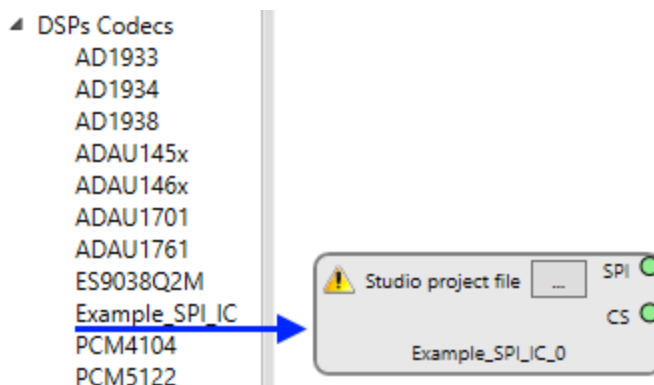 DSPs Codecs
AD1933
AD1934
AD1938
ADAU145x
ADAU146x
ADAU1701
ADAU1761
ES9038Q2M
Example_SPI_IC
PCM4104
PCM5122
Studio project file ... SPI
CS
Example_SPI_IC_0